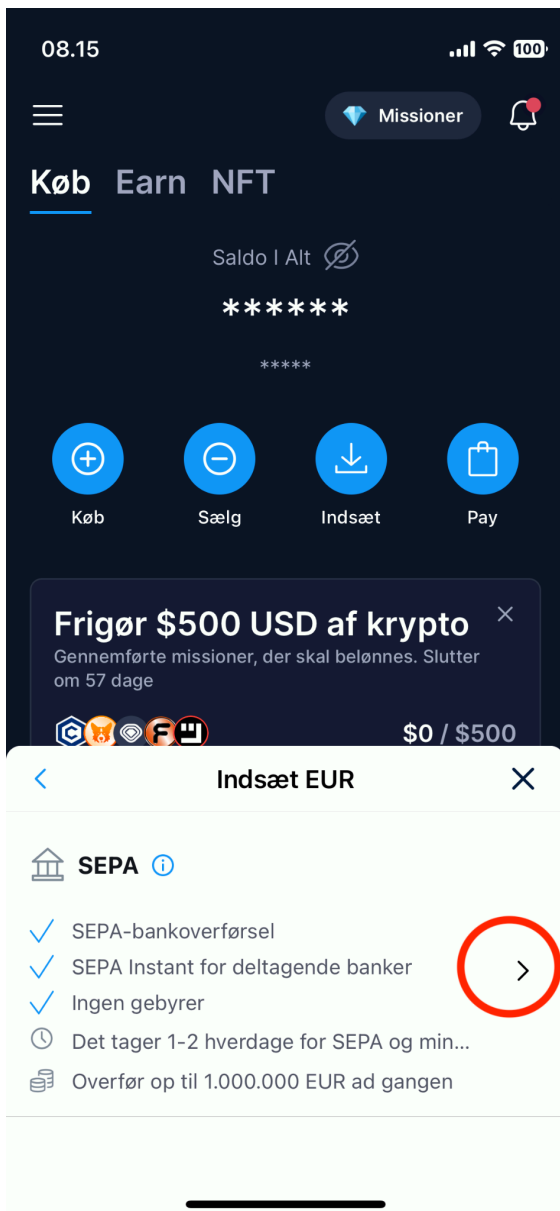 08.15
100
Missioner
Køb Earn NFT
Saldo I Alt
******
*****
Køb Sælg Indsæt Pay
Frigør $500 USD af krypto
Gennemførte missioner, der skal belønnes. Slutter
om 57 dage
$0 / $500
Indsæt EUR
SEPA
SEPA-bankoverførsel
SEPA Instant for deltagende banker
Ingen gebyrer
Det tager 1-2 hverdage for SEPA og min...
Overfør op til 1.000.000 EUR ad gangen